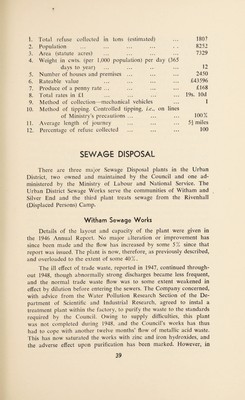 1. Total refuse collected in tons (estimated) ... 1807
2. Population ... ... ... ... ... 8252
3. Area (statute acres) ... ... ... ... 7329
4. Weight in cwts. (per 1,000 population) per day (365
days to year) ... ... ... ... ... 12
5. Number of houses and premises ... ... ... 2450
6. Rateable value ... ... ... ... £43596
7. Produce of a penny rate ... ... ... ... £168
8. Total rates in £1 ... ... ... ... 19s. 10d
9. Method of collection—mechanical vehicles ... 1
10. Method of tipping. Controlled tipping, i.e., on lines
of Ministry's precautions ... ... ... 100%
11. Average length of journey ... ... ... 5½ miles
12. Percentage of refuse collected ... ... ... 100
SEWAGE DISPOSAL
There are three major Sewage Disposal plants in the Urban
District, two owned and maintained by the Council and one ad-
ministered by the Ministry of Labour and National Service. The
Urban District Sewage Works serve the communities of Witham and
Silver End and the third plant treats sewage from the Rivenhall
(Displaced Persons) Camp.
Witham Sewage Works
Details of the layout and capacity of the plant were given in
the 1946 Annual Report. No major alteration or improvement has
since been made and the flow has increased by some 5% since that
report was issued. The plant is now, therefore, as previously described,
and overloaded to the extent of some 40%.
The ill effect of trade waste, reported in 1947, continued through-
out 1948, though abnormally strong discharges became less frequent,
and the normal trade waste flow was to some extent weakened in
effect by dilution before entering the sewers. The Company concerned,
with advice from the Water Pollution Research Section of the De-
partment of Scientific and Industrial Research, agreed to instal a
treatment plant within the factory, to purify the waste to the standards
required by the Council. Owing to supply difficulties, this plant
was not completed during 1948, and the Council's works has thus
had to cope with another twelve months' flow of metallic acid waste.
This has now saturated the works with zinc and iron hydroxides, and
the adverse effect upon purification has been marked. However, in
39